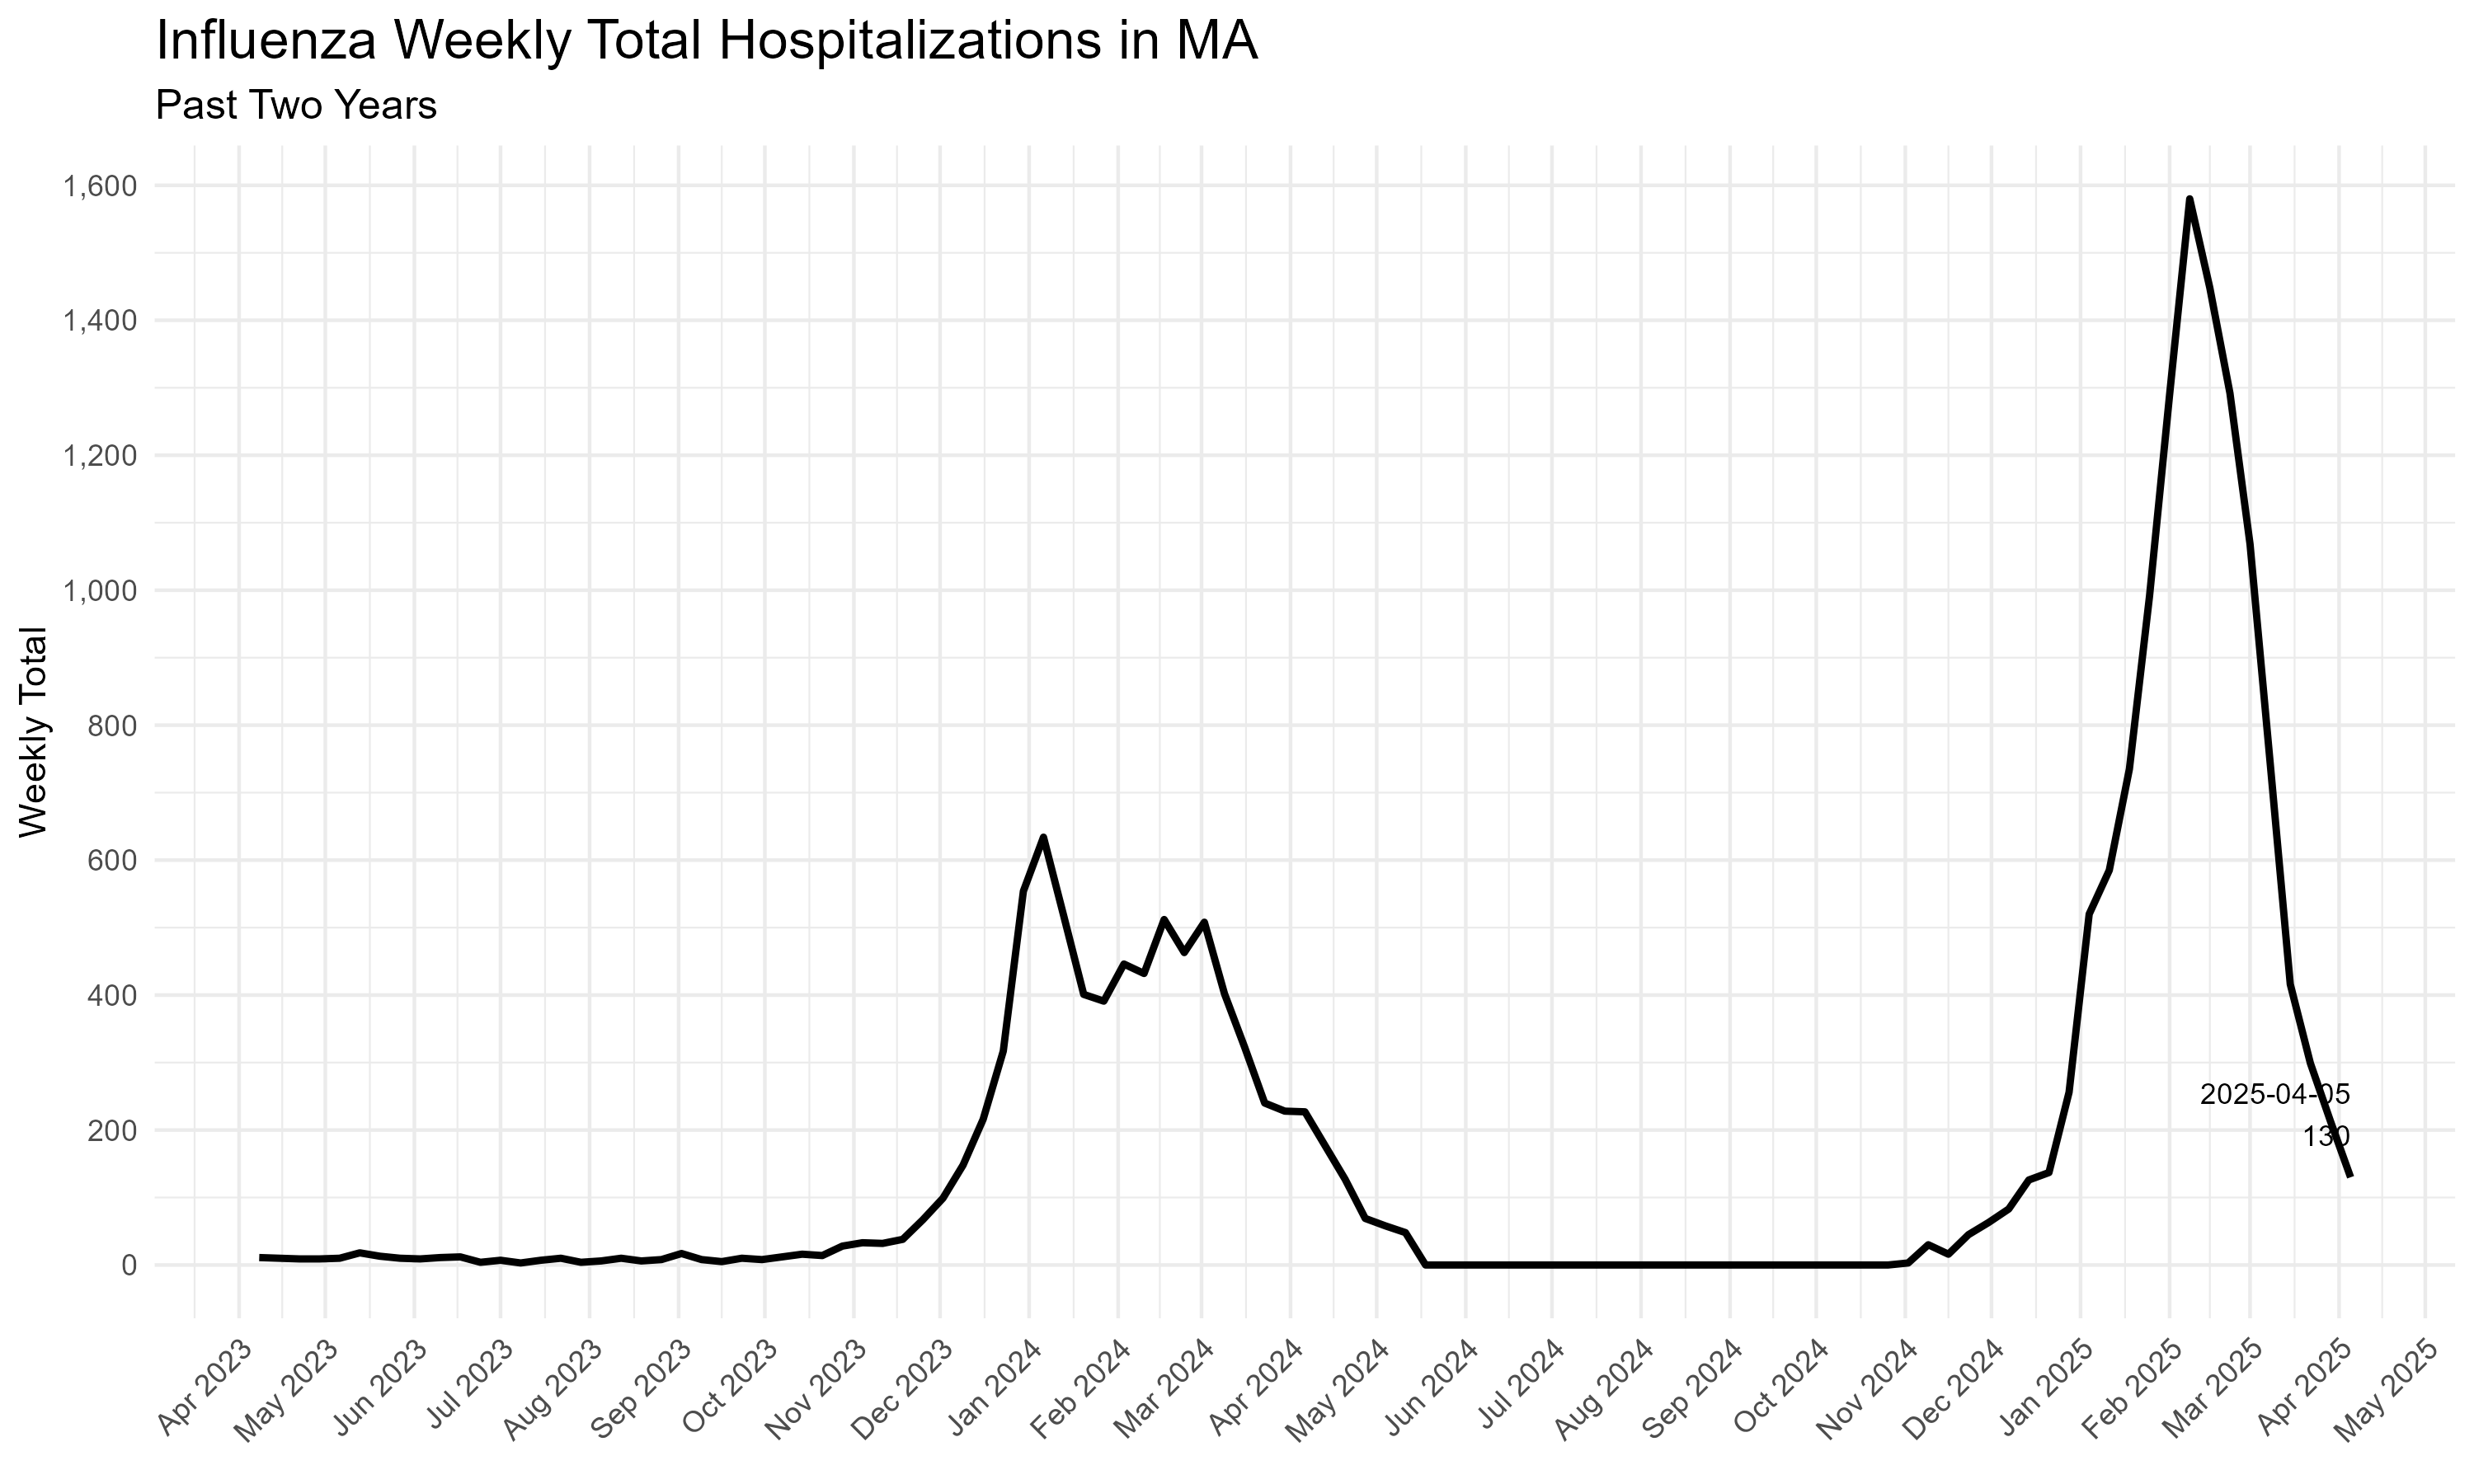 Influenza Weekly Total Hospitalizations in MA
Past Two Years
Weekly Total
1,600
1,400
1,200
1,000
800
600
400
200
0
2025-04-05
130
Apr 2023
May 2023
Jun 2023
Jul 2023
Aug 2023
Sep 2023
Oct 2023
Nov 2023
Dec 2023
Jan 2024
Feb 2024
Mar 2024
Apr 2024
May 2024
Jun 2024
Jul 2024
Aug 2024
Sep 2024
Oct 2024
Nov 2024
Dec 2024
Jan 2025
Feb 2025
Mar 2025
Apr 2025
May 2025